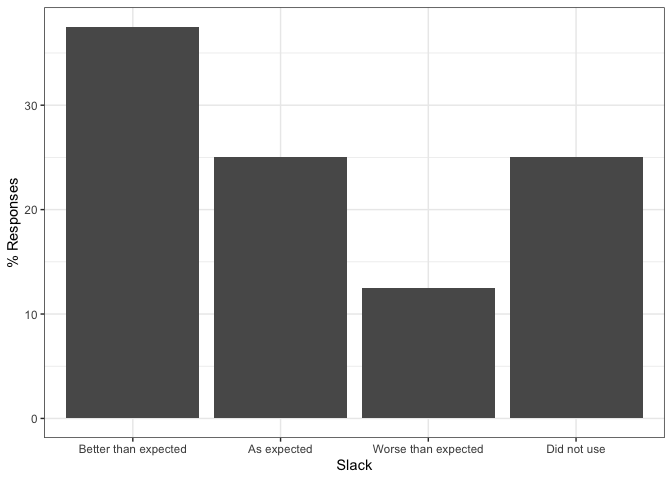 % Responses
30
20
10
0
Better than expected
As expected
Worse than expected
Did not use
Slack